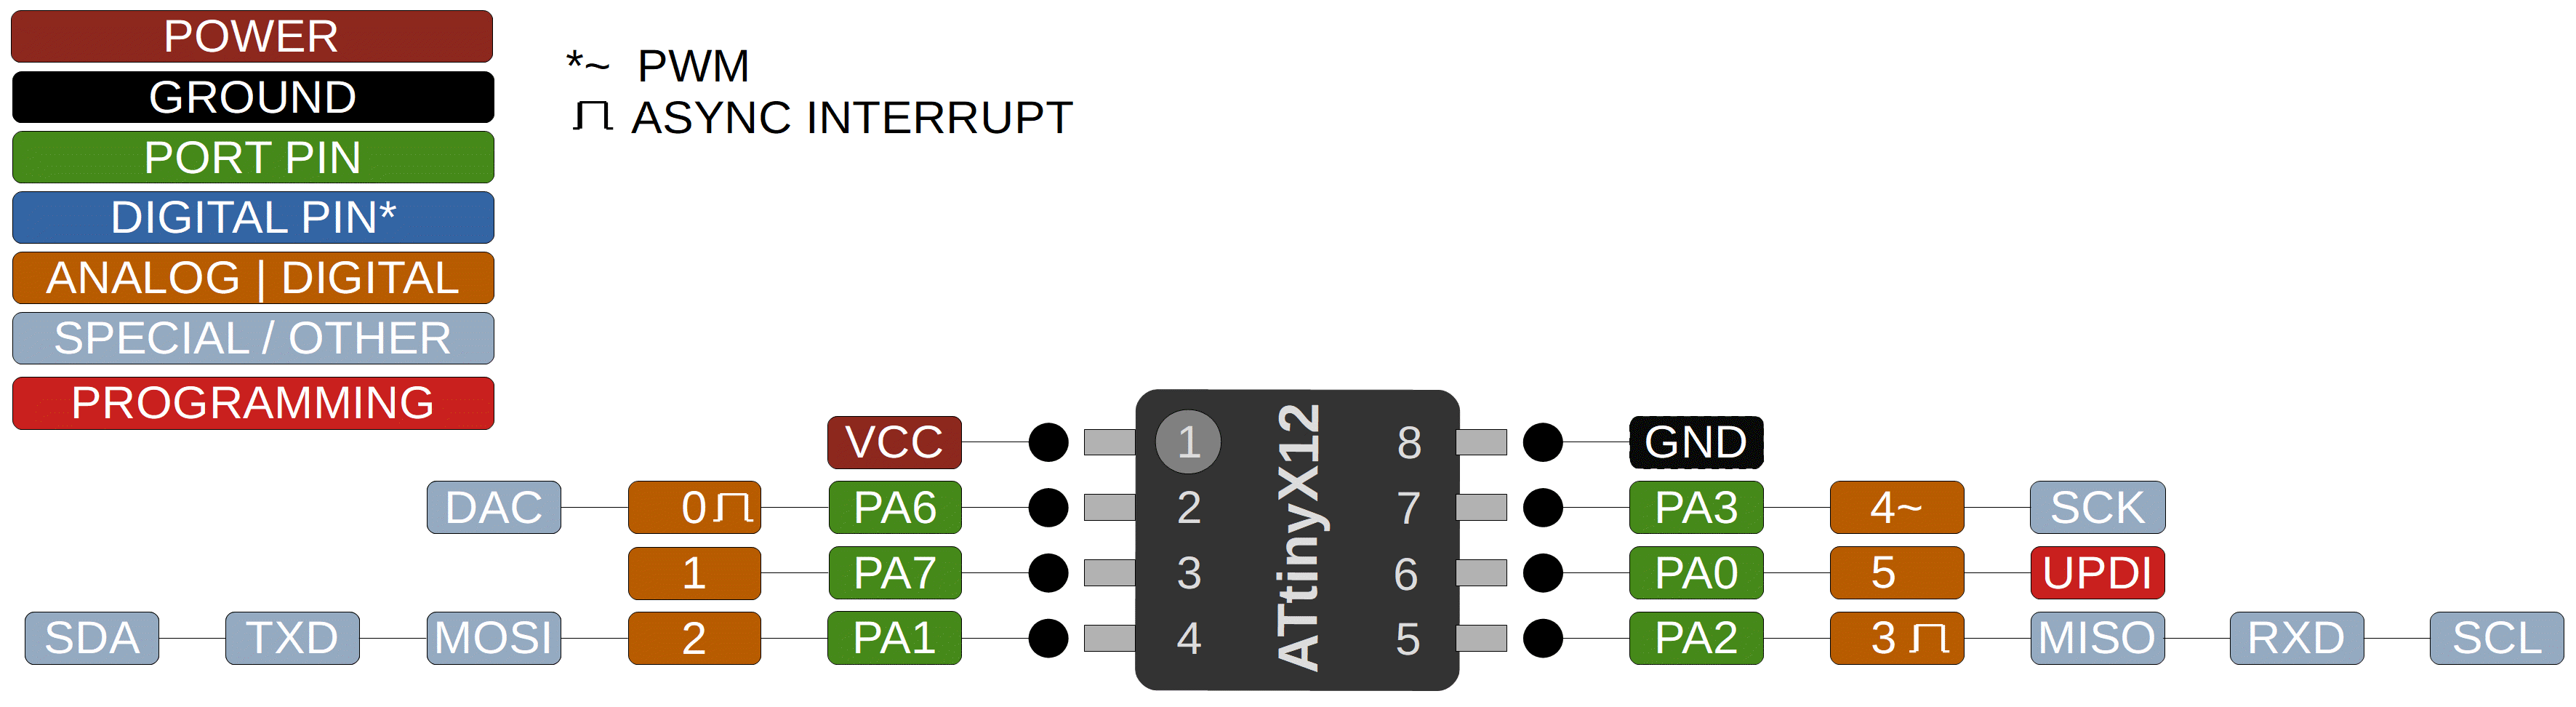 POWER
GROUND
PORT PIN
DIGITAL PIN*
ANALOG | DIGITAL
SPECIAL / OTHER
PROGRAMMING
*~ PWM
ASYNC INTERRUPT
ATtinyX12
VCC 1 8 GND
DAC 0 PA6 2 7 PA3 4~ SCK
1 PA7 3 6 PA0 5 UPDI
SDA TXD MOSI 2 PA1 4 5 PA2 3 MISO RXD SCL